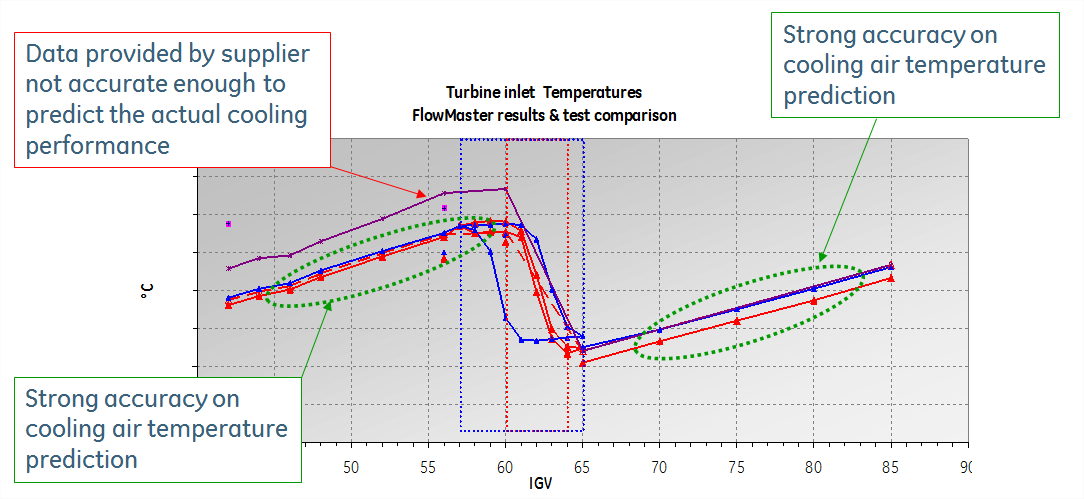 Data provided by supplier
not accurate enough to
predict the actual cooling
performance
Strong accuracy on
cooling air temperature
prediction
Turbine inlet Temperatures
FlowMaster results & test comparison
°C
Strong accuracy on
cooling air temperature
prediction
50 55 60 65 70 75 80 85 90
IGV